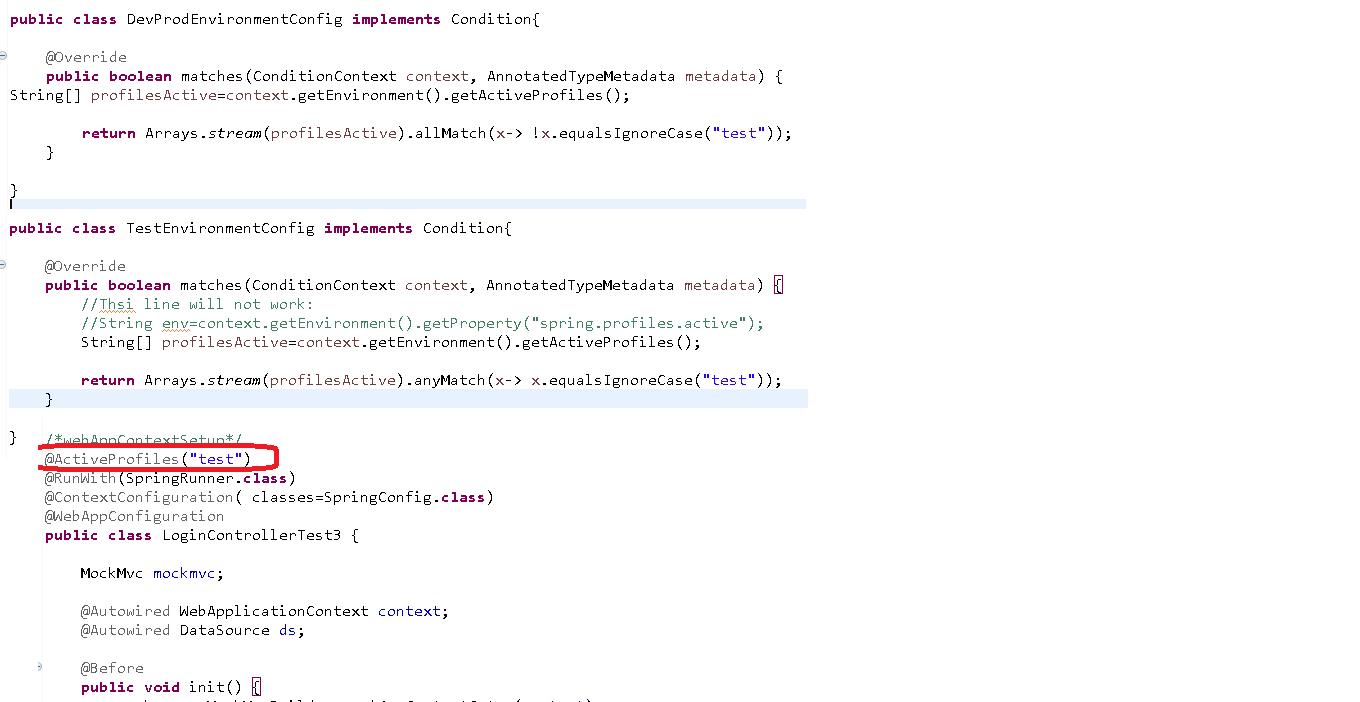 public class DevProdEnvironmentConfig implements Condition{
@Override
public boolean matches(ConditionContext context, AnnotatedTypeMetadata metadata) {
String[] profilesActive=context.getEnvironment().getActiveProfiles();
return Arrays.stream(profilesActive).allMatch(x-> !x.equalsIgnoreCase("test"));
}
}
public class TestEnvironmentConfig implements Condition{
@Override
public boolean matches(ConditionContext context, AnnotatedTypeMetadata metadata) {
//Thsi line will not work:
//String env=context.getEnvironment().getProperty("spring.profiles.active");
String[] profilesActive=context.getEnvironment().getActiveProfiles();
return Arrays.stream(profilesActive).anyMatch(x-> x.equalsIgnoreCase("test"));
}
} /*webAppContextSetup*/
@ActiveProfiles("test")
@RunWith(SpringRunner.class)
@ContextConfiguration( classes=SpringConfig.class)
@WebAppConfiguration
public class LoginControllerTest3 {
MockMvc mockmvc;
@Autowired WebApplicationContext context;
@Autowired DataSource ds;
@Before
public void init() {